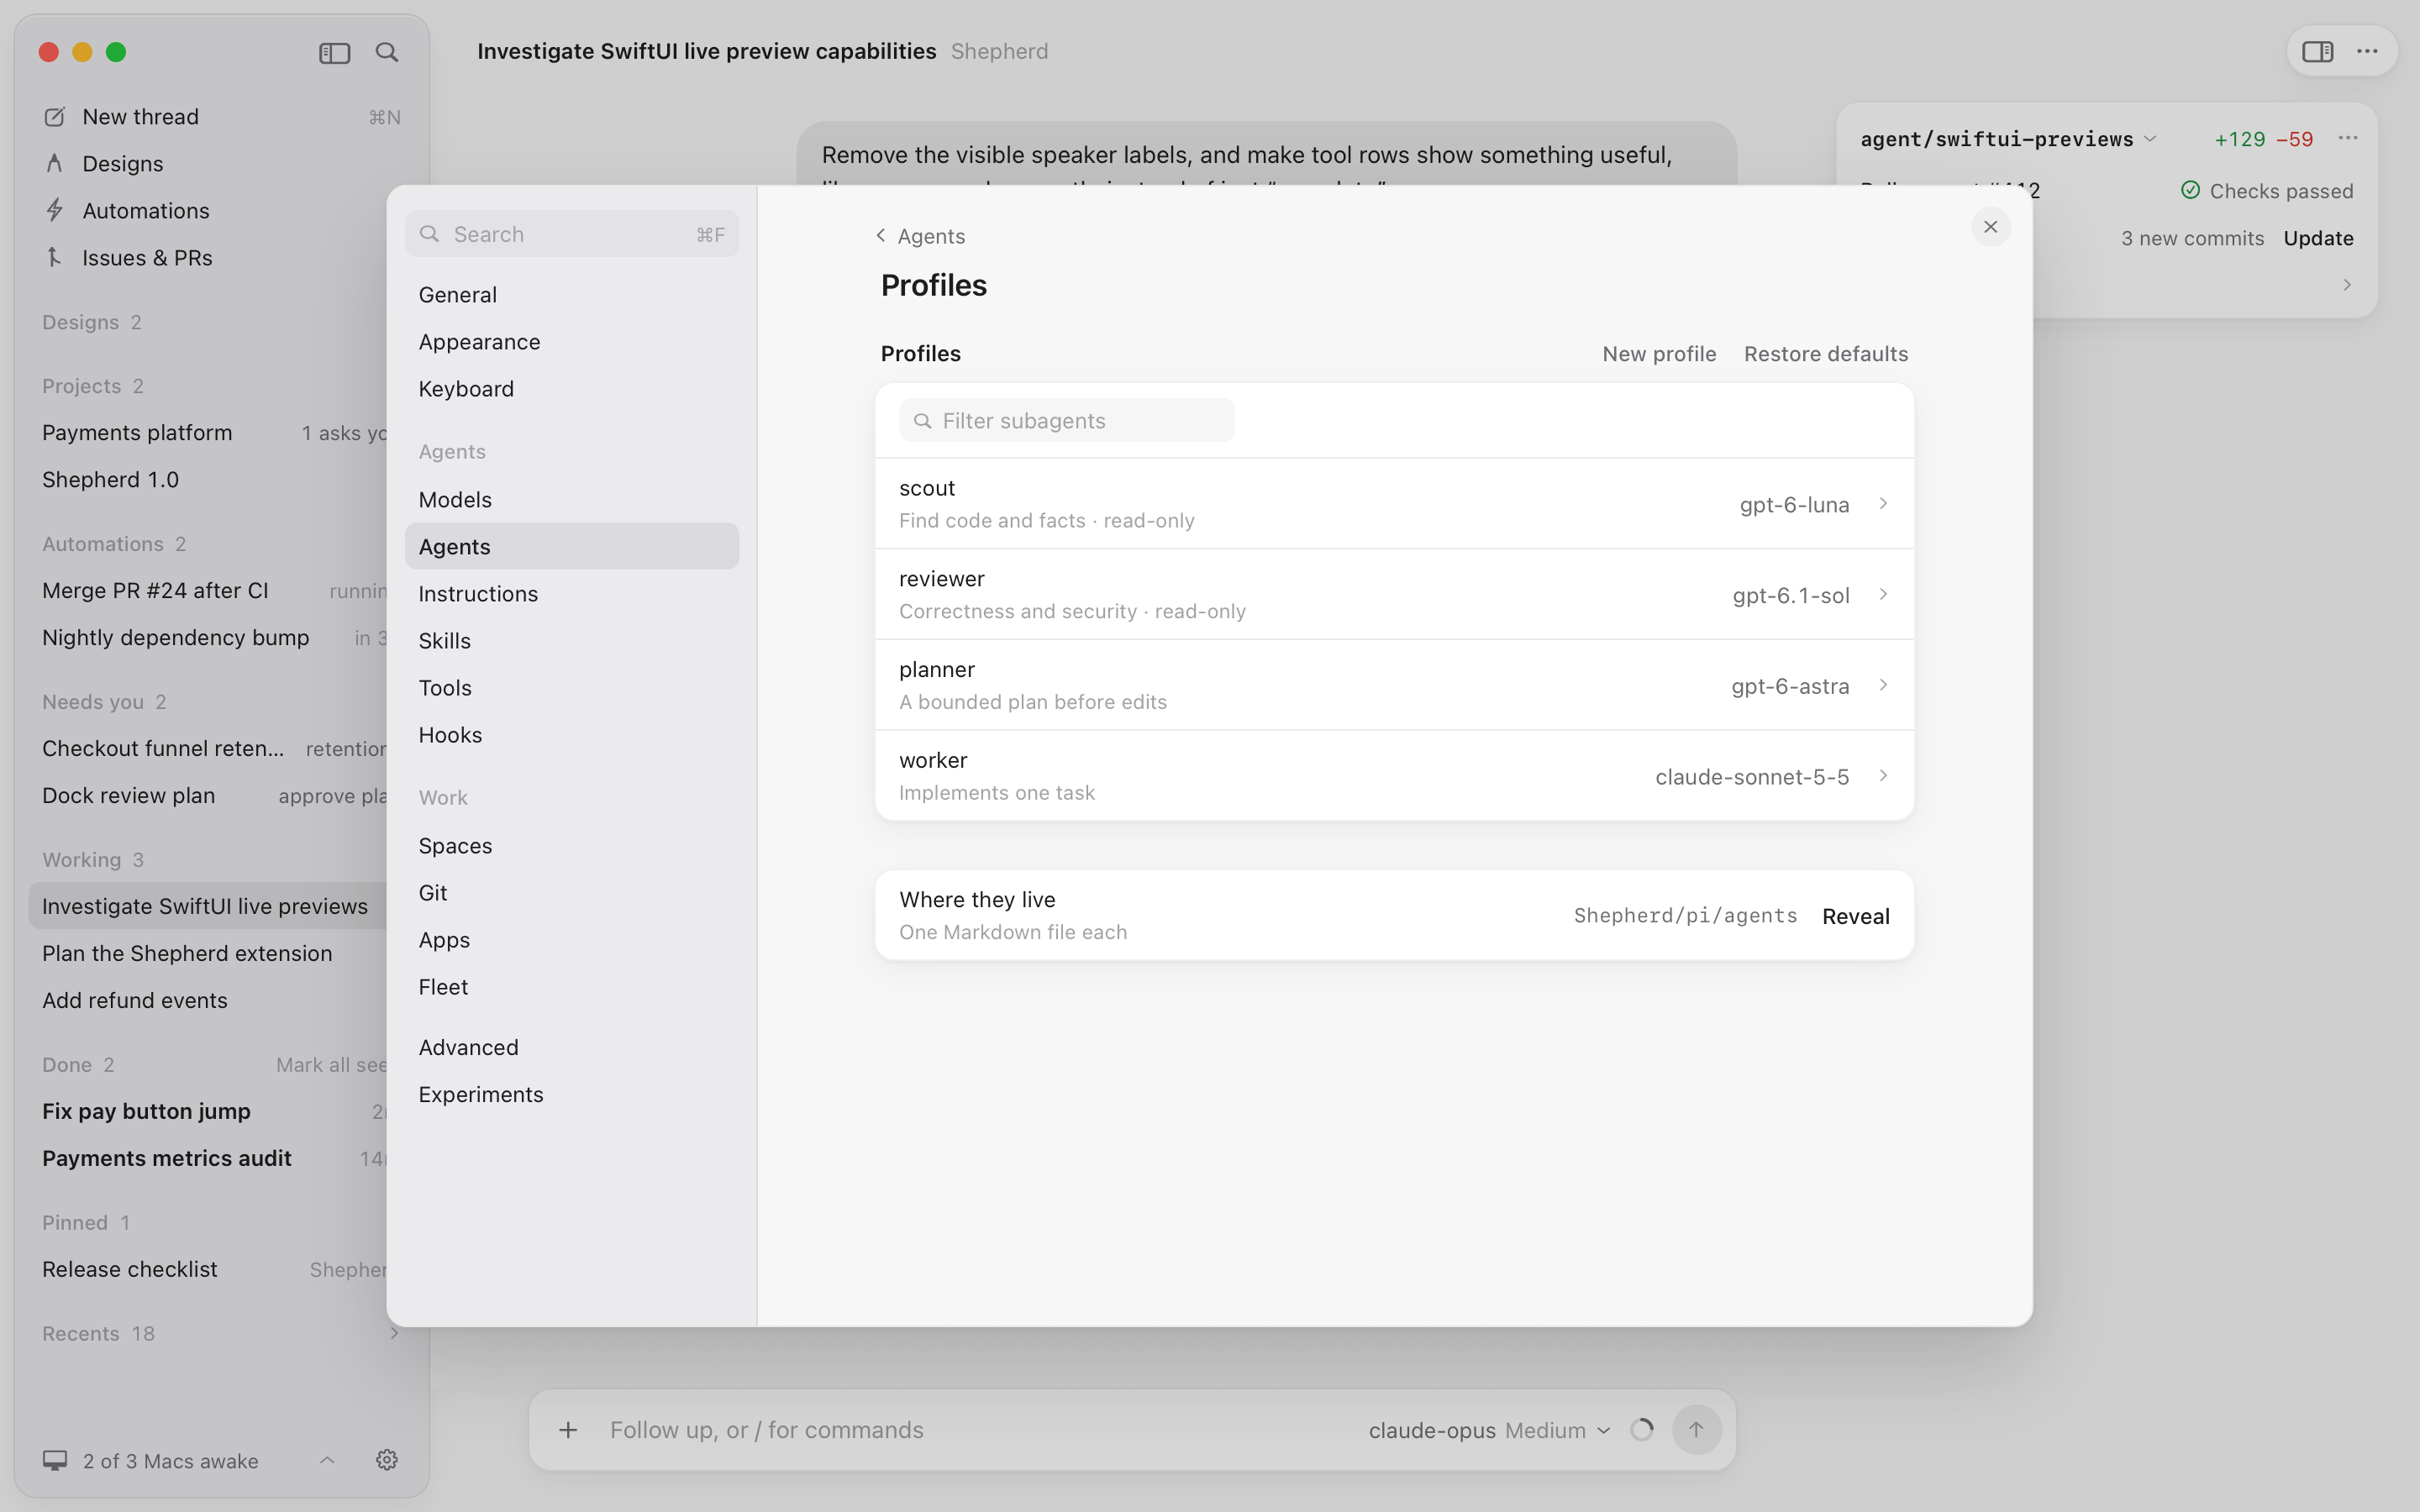 Investigate SwiftUI live preview capabilities Shepherd
New thread ⌘N
Designs
Automations
Issues & PRs
Designs 2
Projects 2
Payments platform 1 asks
Shepherd 1.0
Automations 2
Merge PR #24 after CI
Nightly dependency bump in
Needs you 2
Checkout funnel reten...
Dock review plan approve
Working 3
Investigate SwiftUI live previews
Plan the Shepherd extension
Add refund events
Done 2 Mark all
Fix pay button jump
Payments metrics audit
Pinned 1
Release checklist
Recents 18
2 of 3 Macs awake
Remove the visible speaker labels, and make tool rows show something useful,
agent/swiftui-previews +129 −59
Checks passed
3 new commits Update
Search ⌘F
General
Appearance
Keyboard
Agents
Models
Agents
Instructions
Skills
Tools
Hooks
Work
Spaces
Git
Apps
Fleet
Advanced
Experiments
Agents
Profiles
Profiles New profile Restore defaults
Filter subagents
scout
Find code and facts · read-only
gpt-6-luna
reviewer
Correctness and security · read-only
gpt-6.1-sol
planner
A bounded plan before edits
gpt-6-astra
worker
Implements one task
claude-sonnet-5-5
Where they live
One Markdown file each
Shepherd/pi/agents Reveal
Follow up, or / for commands claude-opus Medium